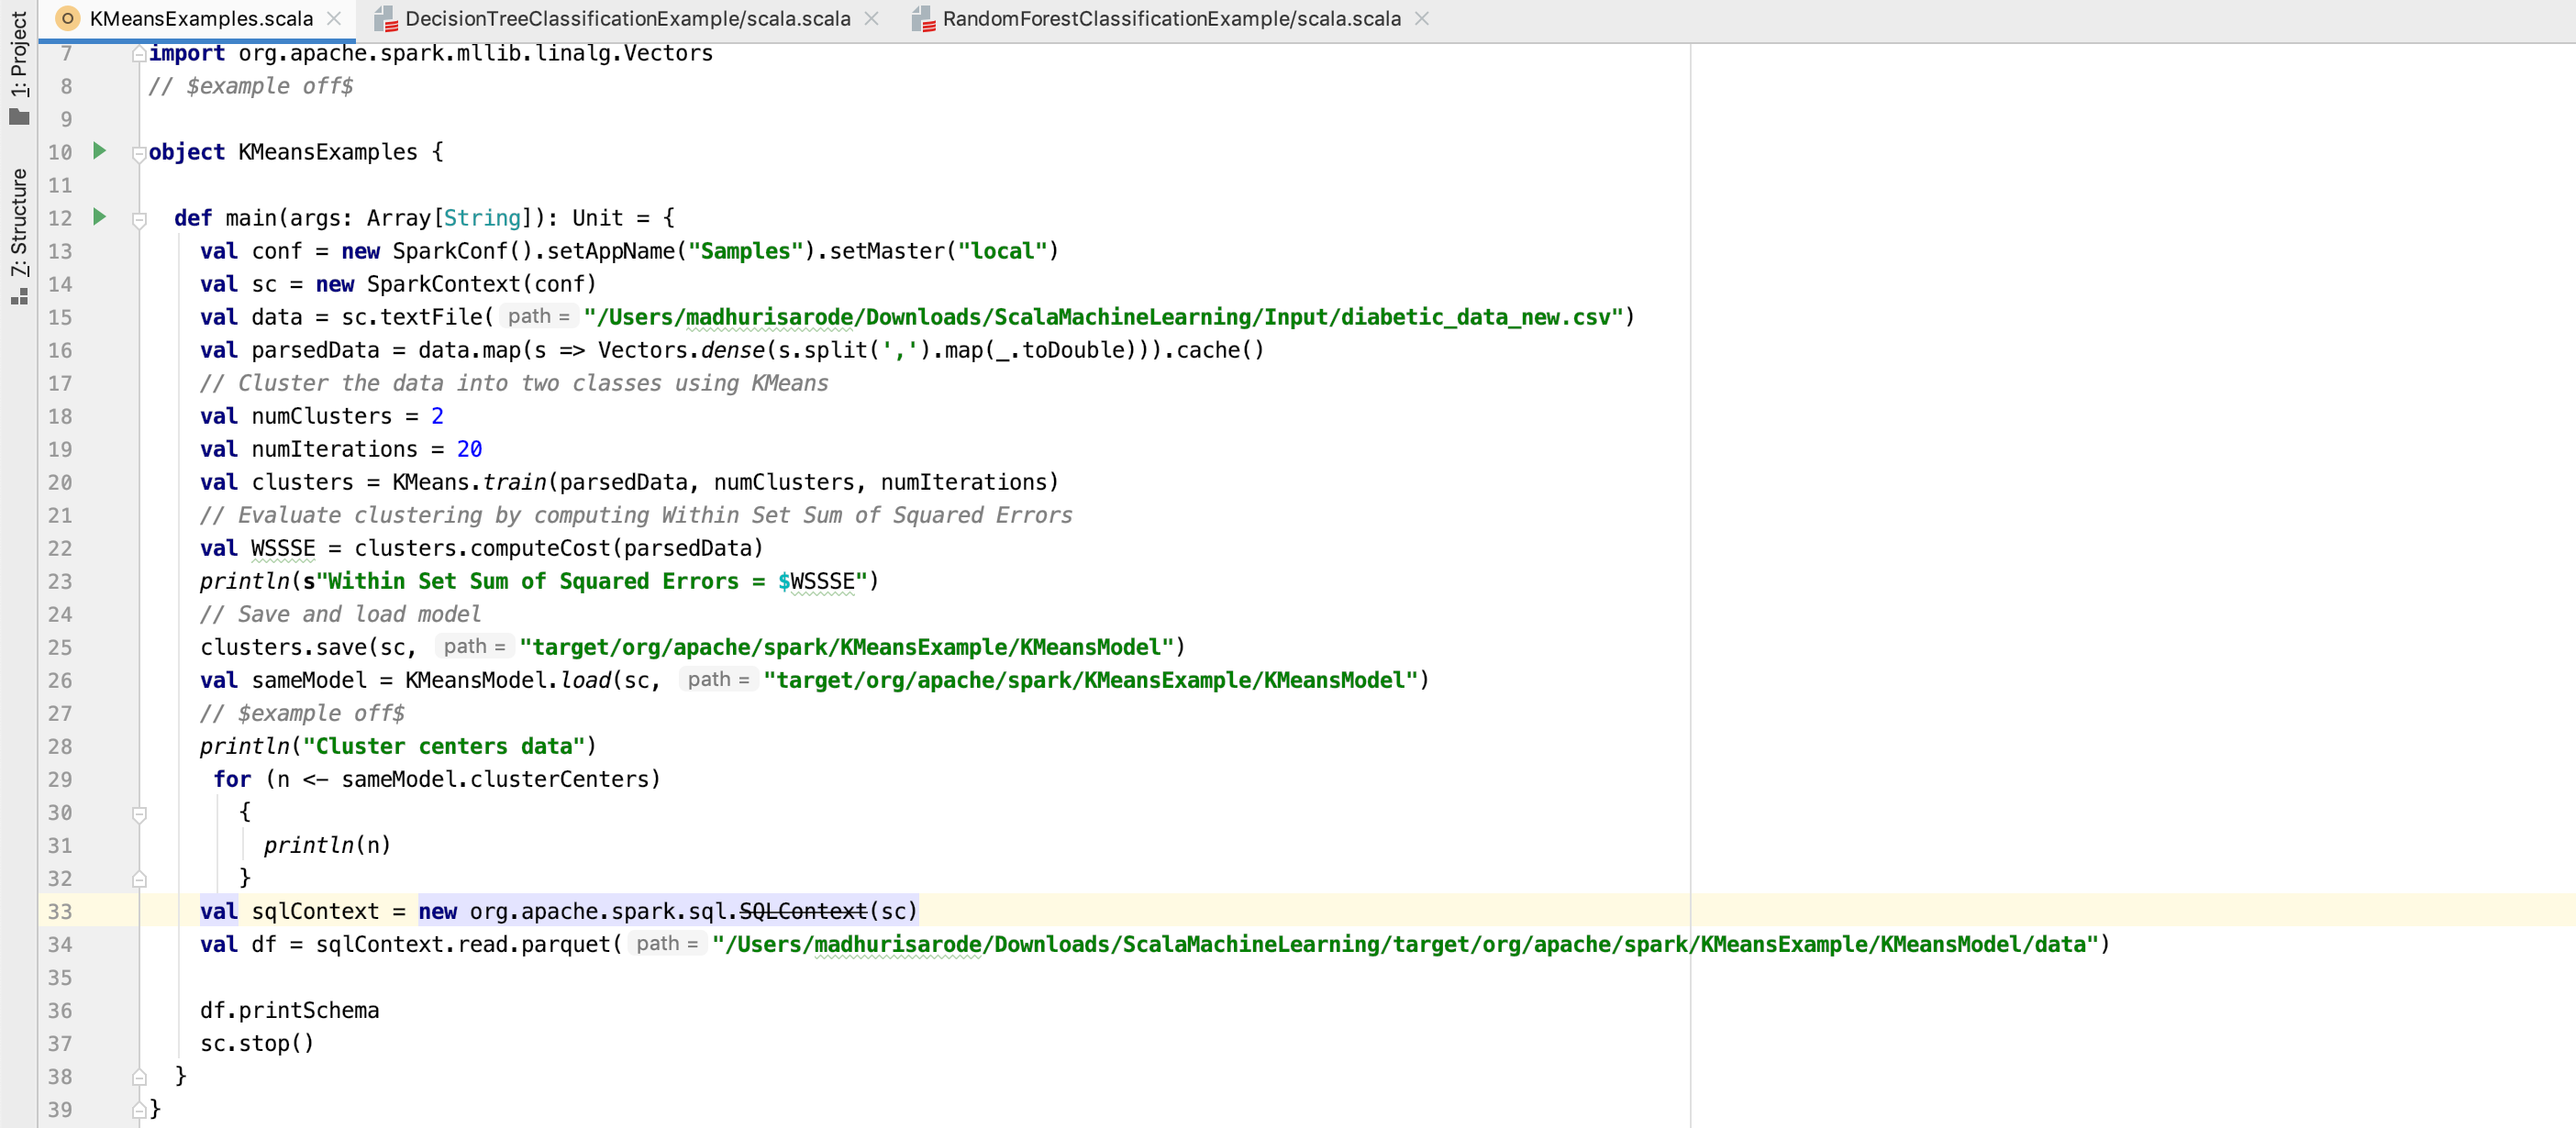 KMeansExamples.scala
DecisionTreeClassificationExample/scala.scala
RandomForestClassificationExample/scala.scala
1: Project
7: Structure
7 import org.apache.spark.mllib.linalg.Vectors
8 // $example off$
9
10 object KMeansExamples {
11
12 def main(args: Array[String]): Unit = {
13 val conf = new SparkConf().setAppName("Samples").setMaster("local")
14 val sc = new SparkContext(conf)
15 val data = sc.textFile( path = "/Users/madhurisarode/Downloads/ScalaMachineLearning/Input/diabetic_data_new.csv")
16 val parsedData = data.map(s => Vectors.dense(s.split(',').map(_.toDouble))).cache()
17 // Cluster the data into two classes using KMeans
18 val numClusters = 2
19 val numIterations = 20
20 val clusters = KMeans.train(parsedData, numClusters, numIterations)
21 // Evaluate clustering by computing Within Set Sum of Squared Errors
22 val WSSSE = clusters.computeCost(parsedData)
23 println(s"Within Set Sum of Squared Errors = $WSSSE")
24 // Save and load model
25 clusters.save(sc, path = "target/org/apache/spark/KMeansExample/KMeansModel")
26 val sameModel = KMeansModel.load(sc, path = "target/org/apache/spark/KMeansExample/KMeansModel")
27 // $example off$
28 println("Cluster centers data")
29 for (n <- sameModel.clusterCenters)
30 {
31 println(n)
32 }
33 val sqlContext = new org.apache.spark.sql.SQLContext(sc)
34 val df = sqlContext.read.parquet( path = "/Users/madhurisarode/Downloads/ScalaMachineLearning/target/org/apache/spark/KMeansExample/KMeansModel/data")
35
36 df.printSchema
37 sc.stop()
38 }
39 }